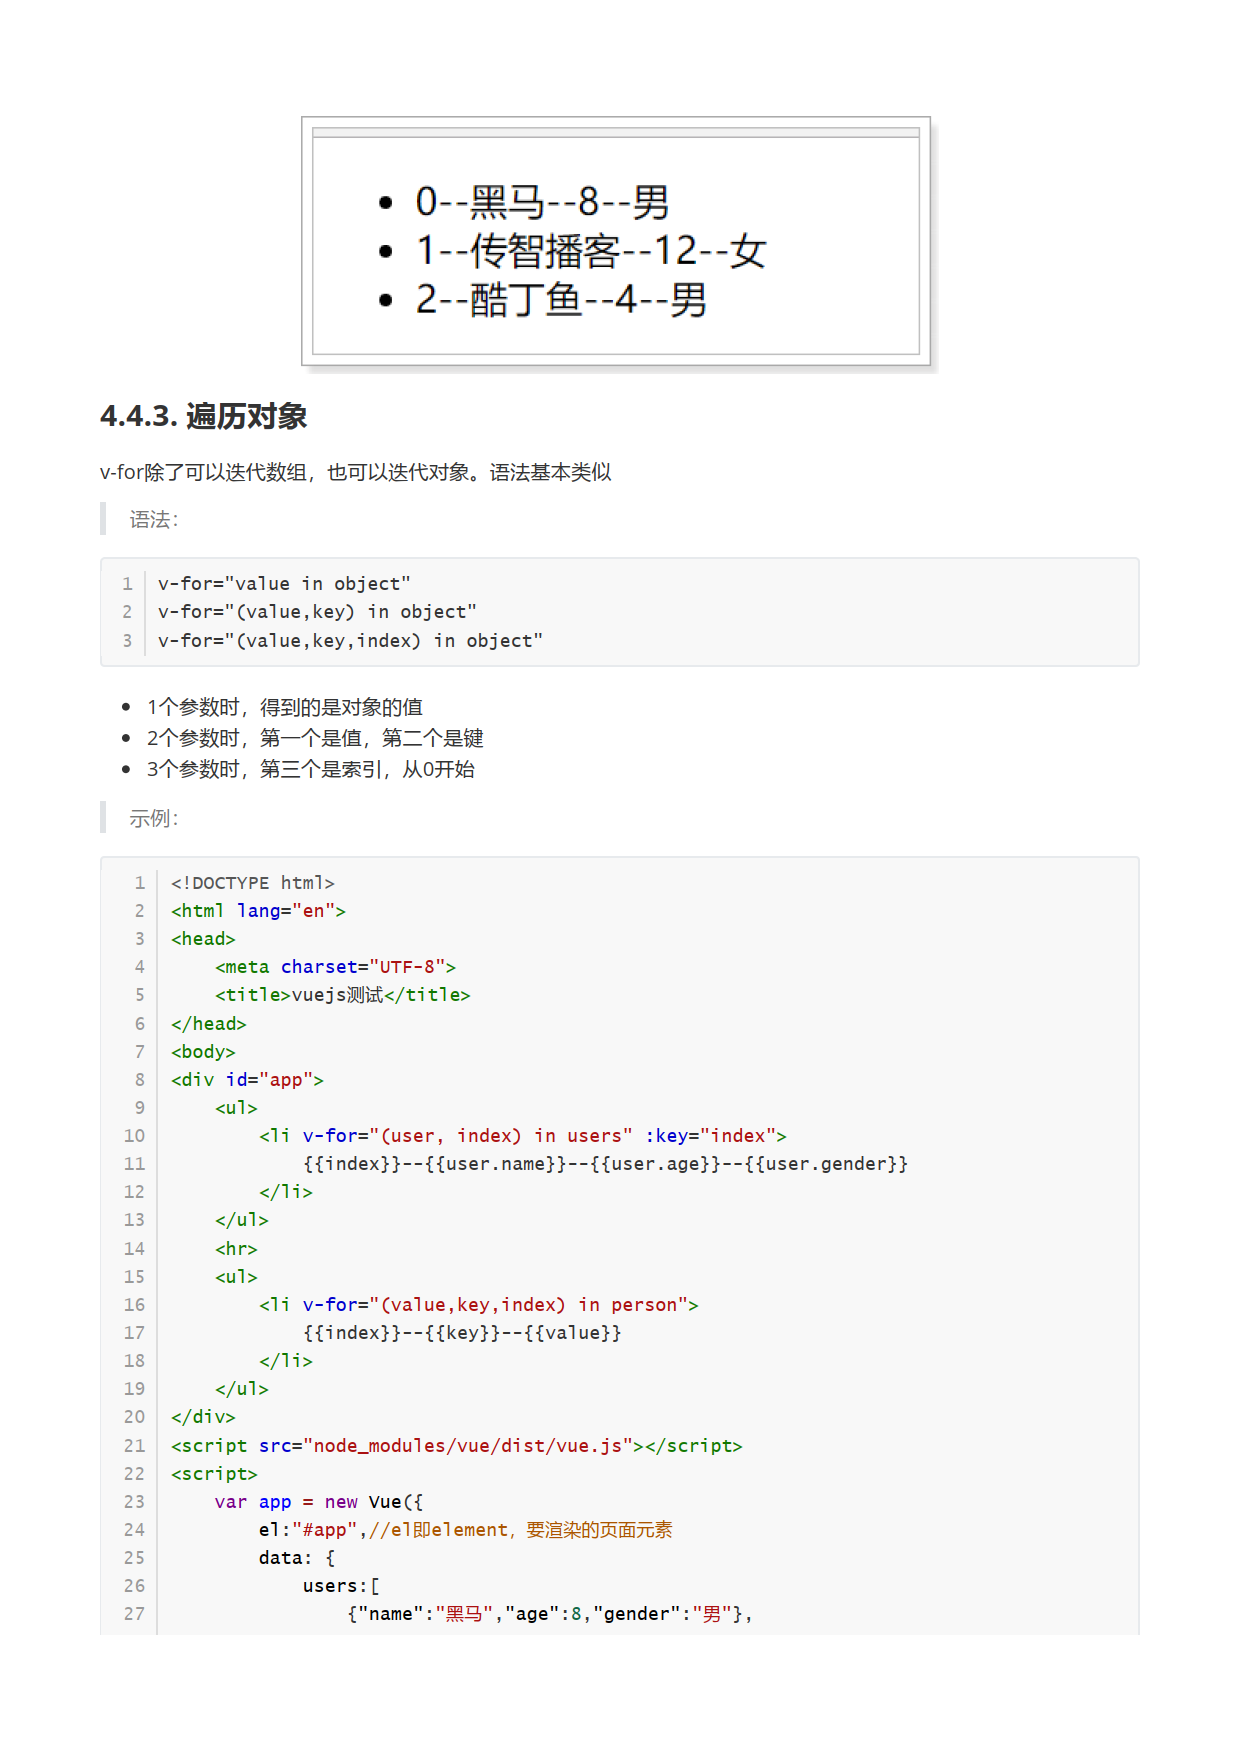 • 0--黑马--8--男
• 1--传智播客--12--女
• 2--酷丁鱼--4--男
4.4.3. 遍历对象
v-for除了可以迭代数组，也可以迭代对象。语法基本类似
语法：
1 v-for="value in object"
2 v-for="(value,key) in object"
3 v-for="(value,key,index) in object"
• 1个参数时，得到的是对象的值
• 2个参数时，第一个是值，第二个是键
• 3个参数时，第三个是索引，从0开始
示例：
1 <!DOCTYPE html>
2 <html lang="en">
3 <head>
4     <meta charset="UTF-8">
5     <title>vuejs测试</title>
6 </head>
7 <body>
8 <div id="app">
9     <ul>
10         <li v-for="(user, index) in users" :key="index">
11             {{index}}--{{user.name}}--{{user.age}}--{{user.gender}}
12         </li>
13     </ul>
14     <hr>
15     <ul>
16         <li v-for="(value,key,index) in person">
17             {{index}}--{{key}}--{{value}}
18         </li>
19     </ul>
20 </div>
21 <script src="node_modules/vue/dist/vue.js"></script>
22 <script>
23     var app = new Vue({
24         el:"#app",//el即element，要渲染的页面元素
25         data: {
26             users:[
27                 {"name":"黑马","age":8,"gender":"男"},